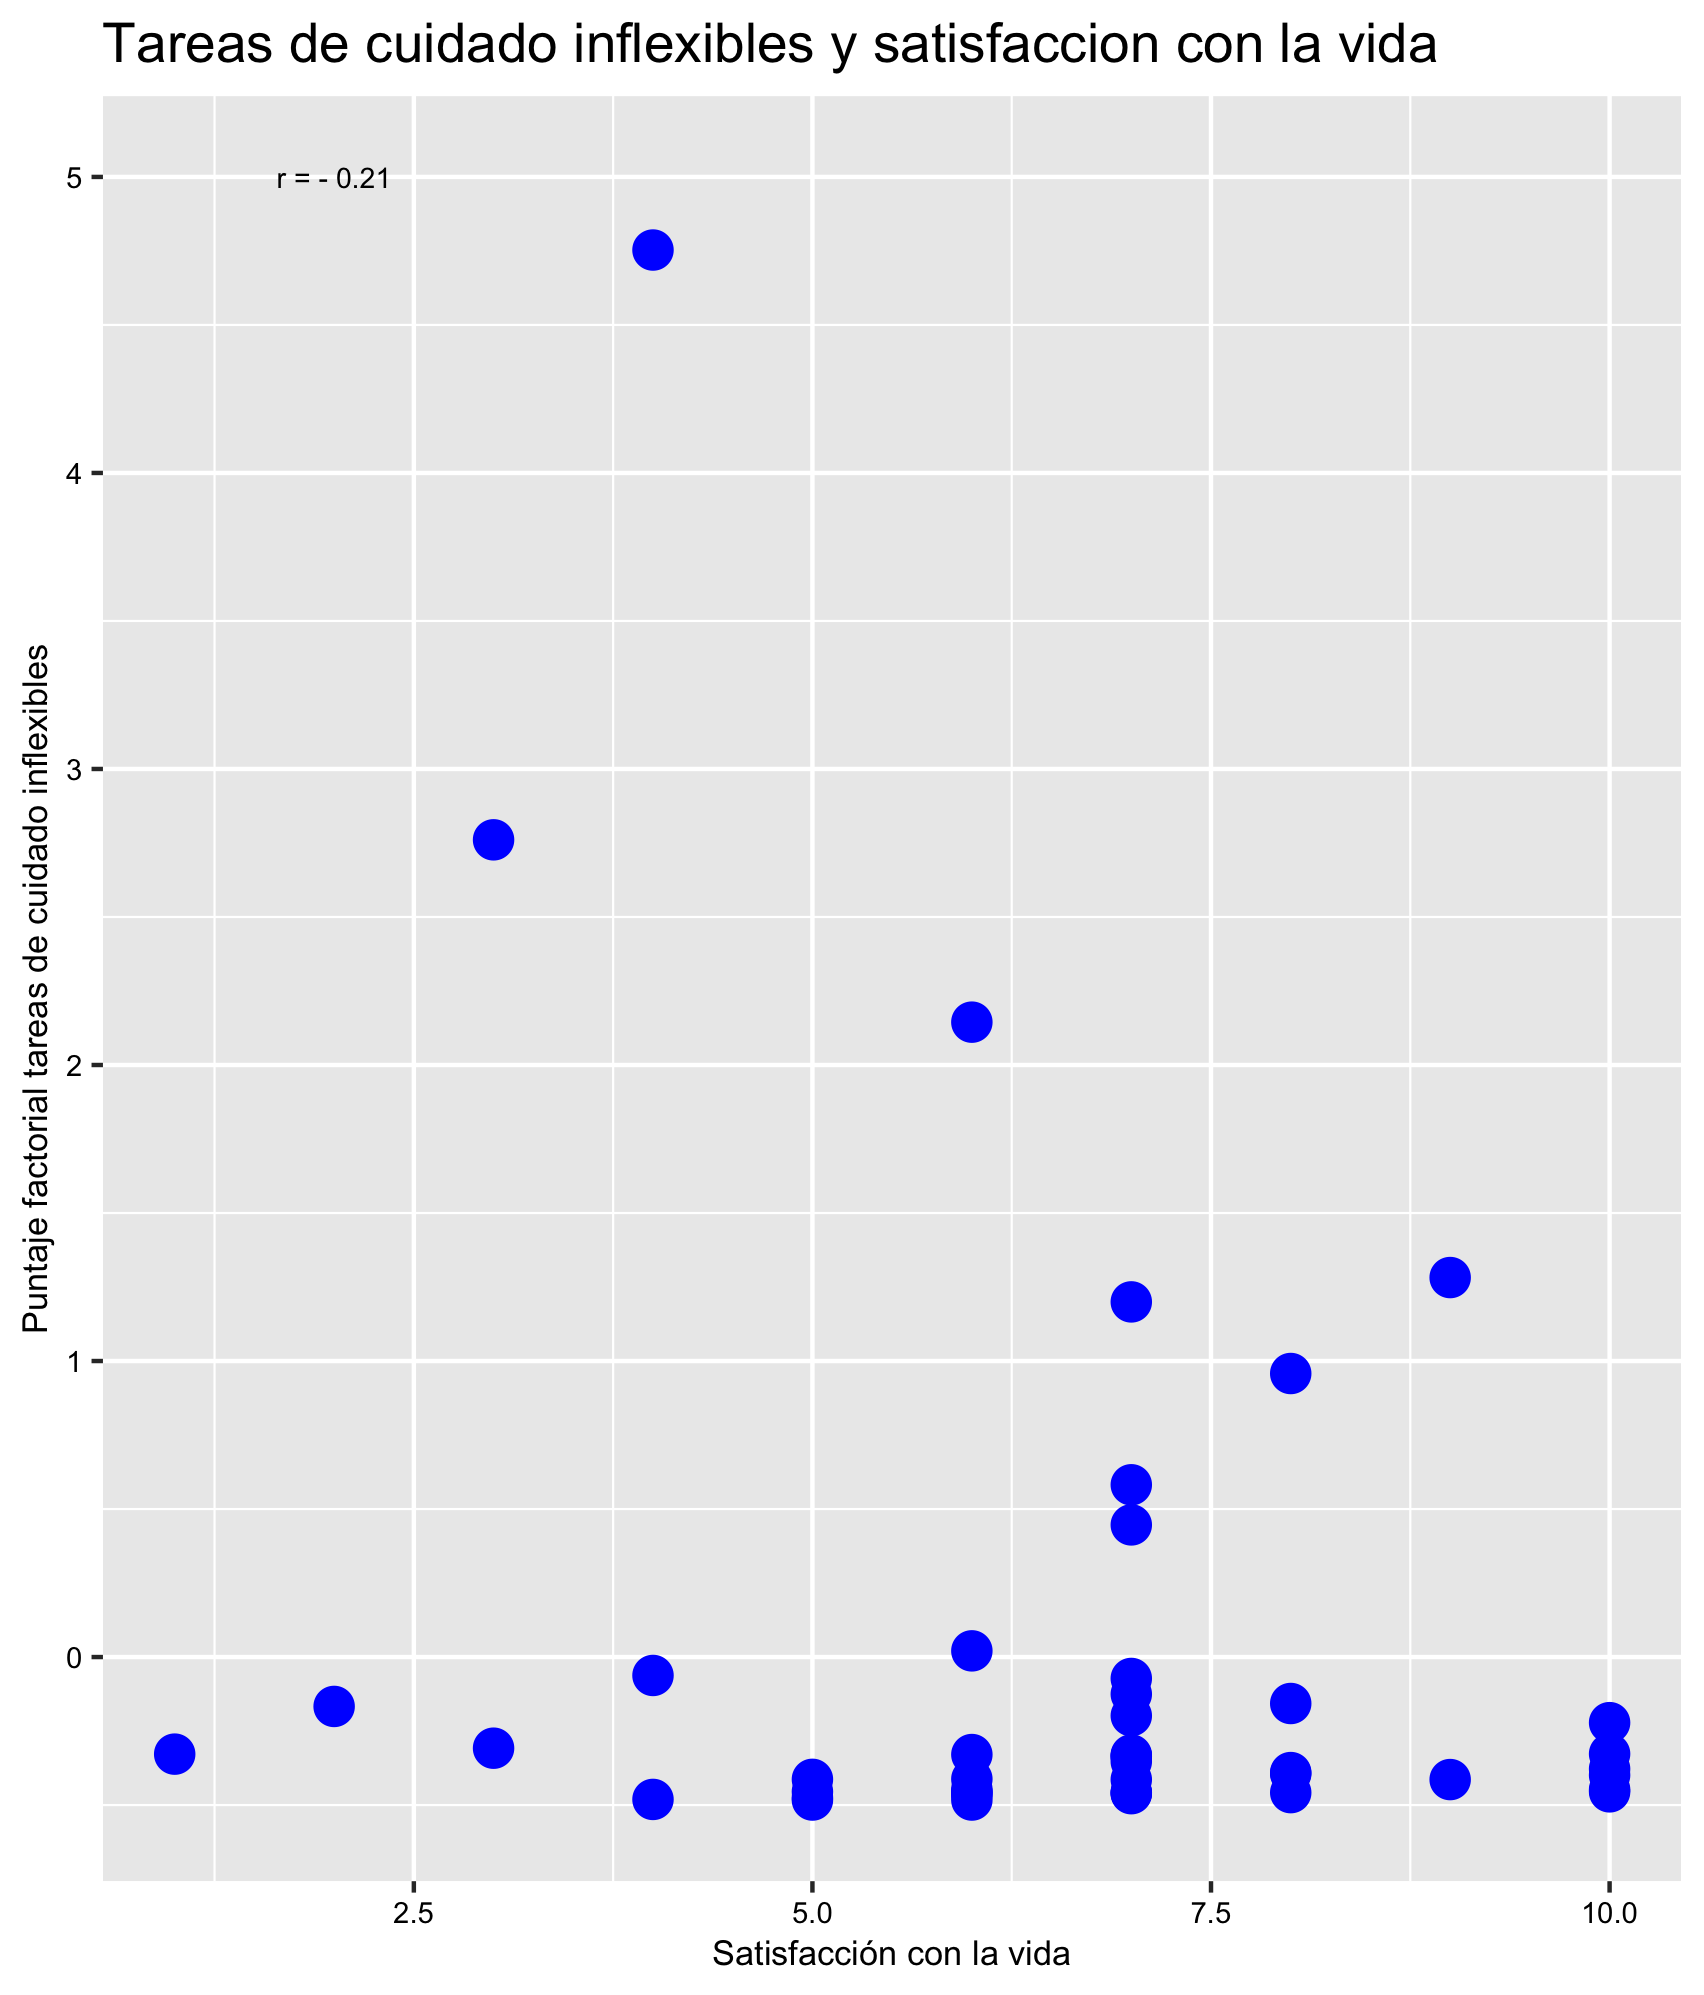 Tareas de cuidado inflexibles y satisfaccion con la vida
r = - 0.21
Puntaje factorial tareas de cuidado inflexibles
5
4
3
2
1
0
2.5 5.0 7.5 10.0
Satisfacción con la vida